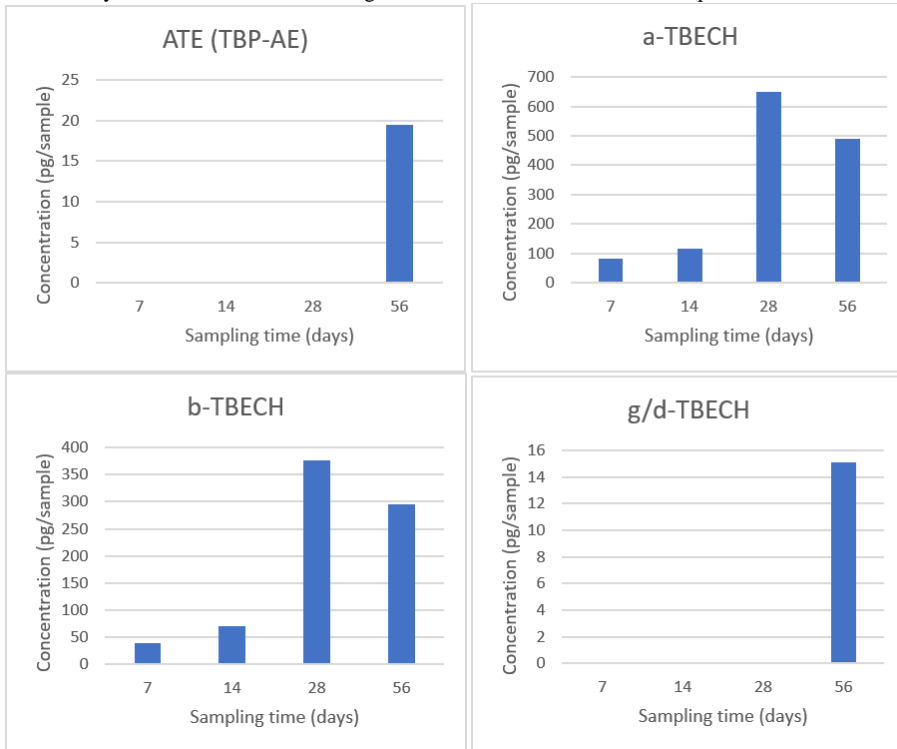 ATE (TBP-AE)
Concentration (pg/sample)
25
20
15
10
5
0
7 14 28 56
Sampling time (days)
a-TBECH
Concentration (pg/sample)
700
600
500
400
300
200
100
0
7 14 28 56
Sampling time (days)
b-TBECH
Concentration (pg/sample)
400
350
300
250
200
150
100
50
0
7 14 28 56
Sampling time (days)
g/d-TBECH
Concentration (pg/sample)
16
14
12
10
8
6
4
2
0
7 14 28 56
Sampling time (days)